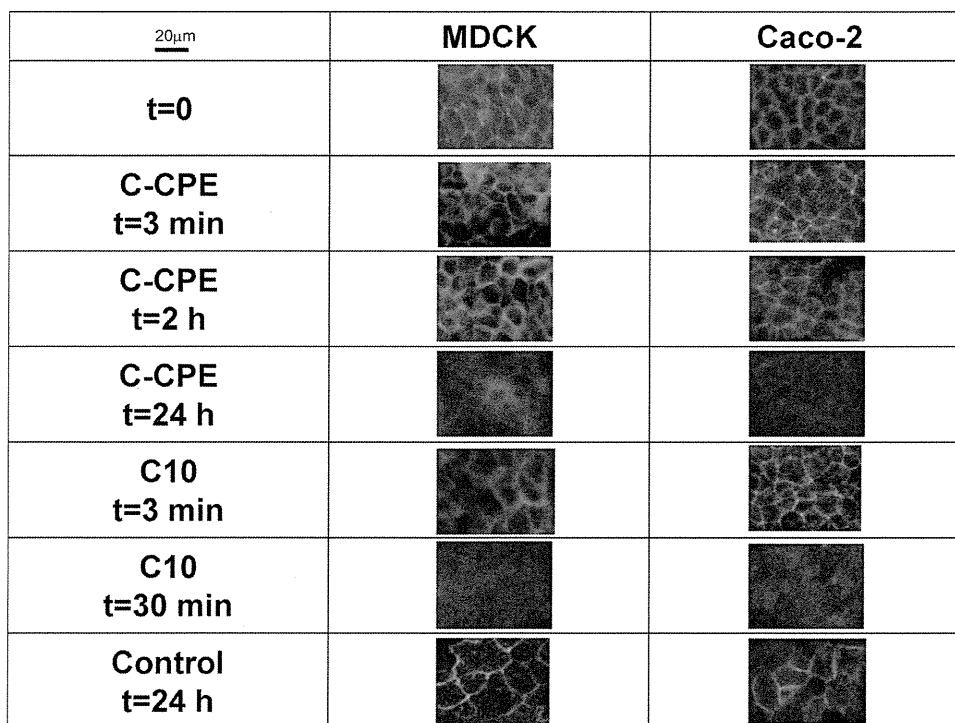 20μm
MDCK
Caco-2
t=0
C-CPE
t=3 min
C-CPE
t=2 h
C-CPE
t=24 h
C10
t=3 min
C10
t=30 min
Control
t=24 h